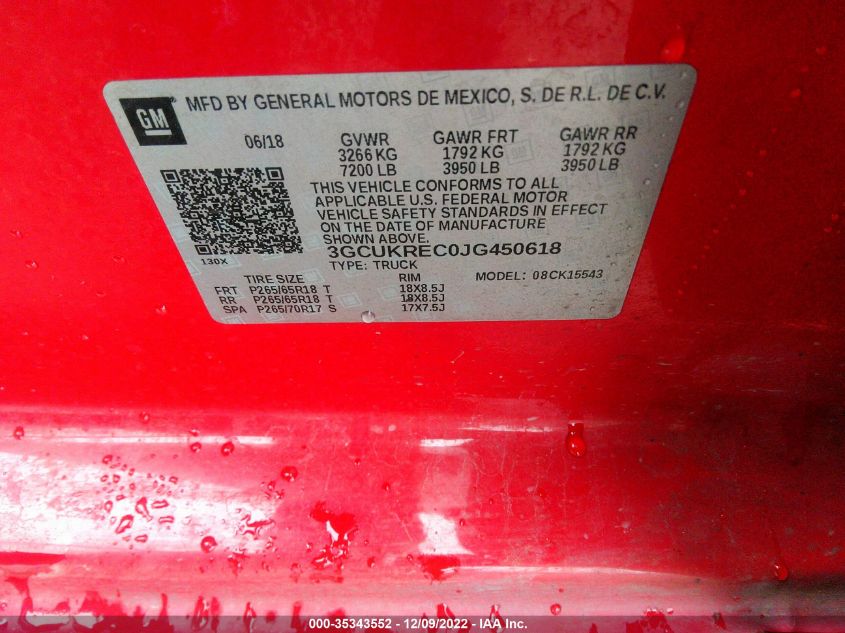 GM MFD BY GENERAL MOTORS DE MEXICO, S. DE R.L. DE C.V.
06/18 GVWR GAWR FRT GAWR RR
3266 KG 1792 KG 1792 KG
7200 LB 3950 LB 3950 LB
THIS VEHICLE CONFORMS TO ALL
APPLICABLE U.S. FEDERAL MOTOR
VEHICLE SAFETY STANDARDS IN EFFECT
ON THE DATE OF MANUFACTURE
SHOWN ABOVE.
130X 3GCUKREC0JG450618
TYPE: TRUCK MODEL: 08CK15543
TIRE SIZE RIM
FRT P265/65R18 T 18X8.5J
RR P265/65R18 T 18X8.5J
SPA P265/70R17 S 17X7.5J
000-35343552 - 12/09/2022 - IAA Inc.